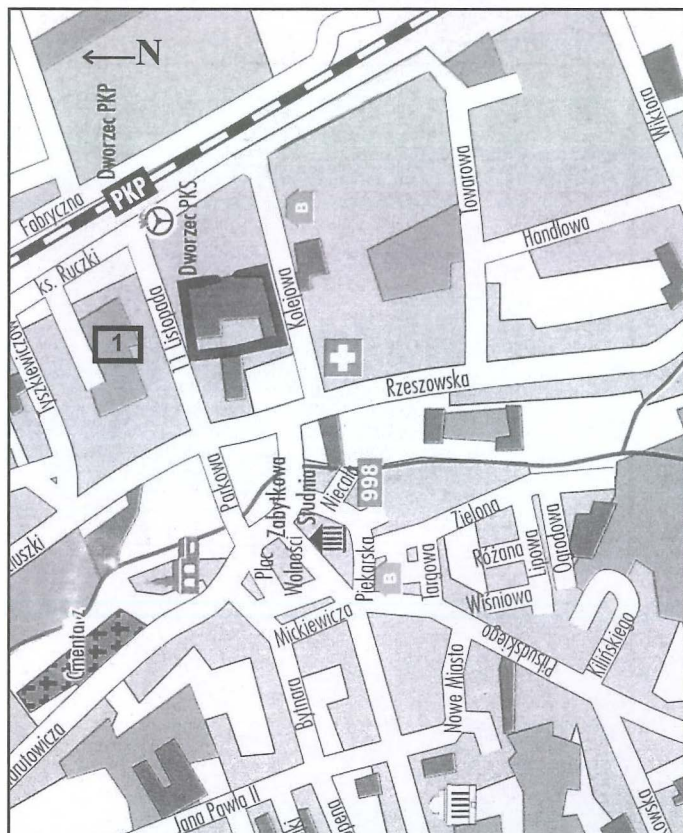 N
Dworzec PKP
PKP
Fabryczna
ks. Ruczki
Dworzec PKS
11 Listopada
1
Kolejowa
B
Towarowa
Wiktora
Handlowa
Rzeszowska
Parkowa
Zabytkowa
Studnia
Plac
Wolności
Niecała
998
Piekarska
B
Zielona
Targowa
Różana
Lipowa
Ogrodowa
Wiśniowa
Cmentarz
Mickiewicza
Piłsudskiego
Kilińskiego
Bytnara
Nowe Miasto
Jana Pawła II